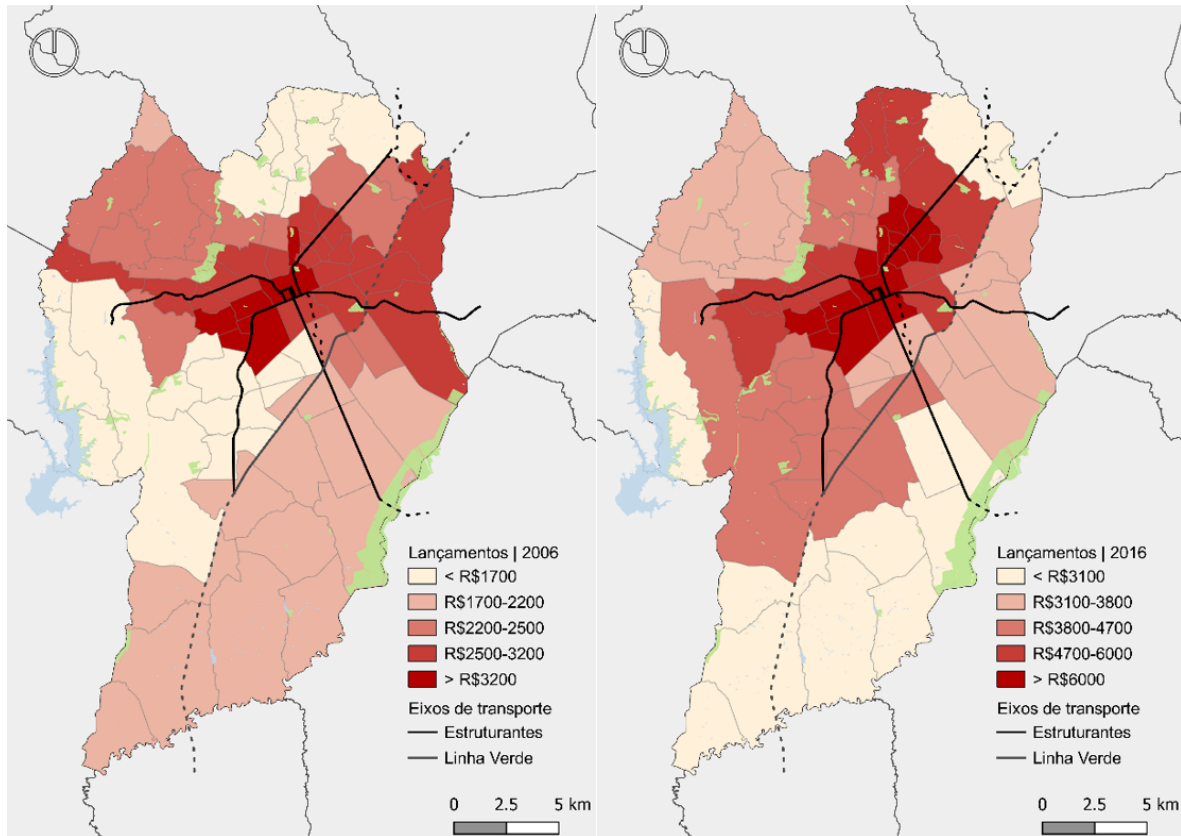 Lançamentos | 2006
< R$1700
R$1700-2200
R$2200-2500
R$2500-3200
> R$3200
Eixos de transporte
Estruturantes
Linha Verde
0 2.5 5 km
Lançamentos | 2016
< R$3100
R$3100-3800
R$3800-4700
R$4700-6000
> R$6000
Eixos de transporte
Estruturantes
Linha Verde
0 2.5 5 km